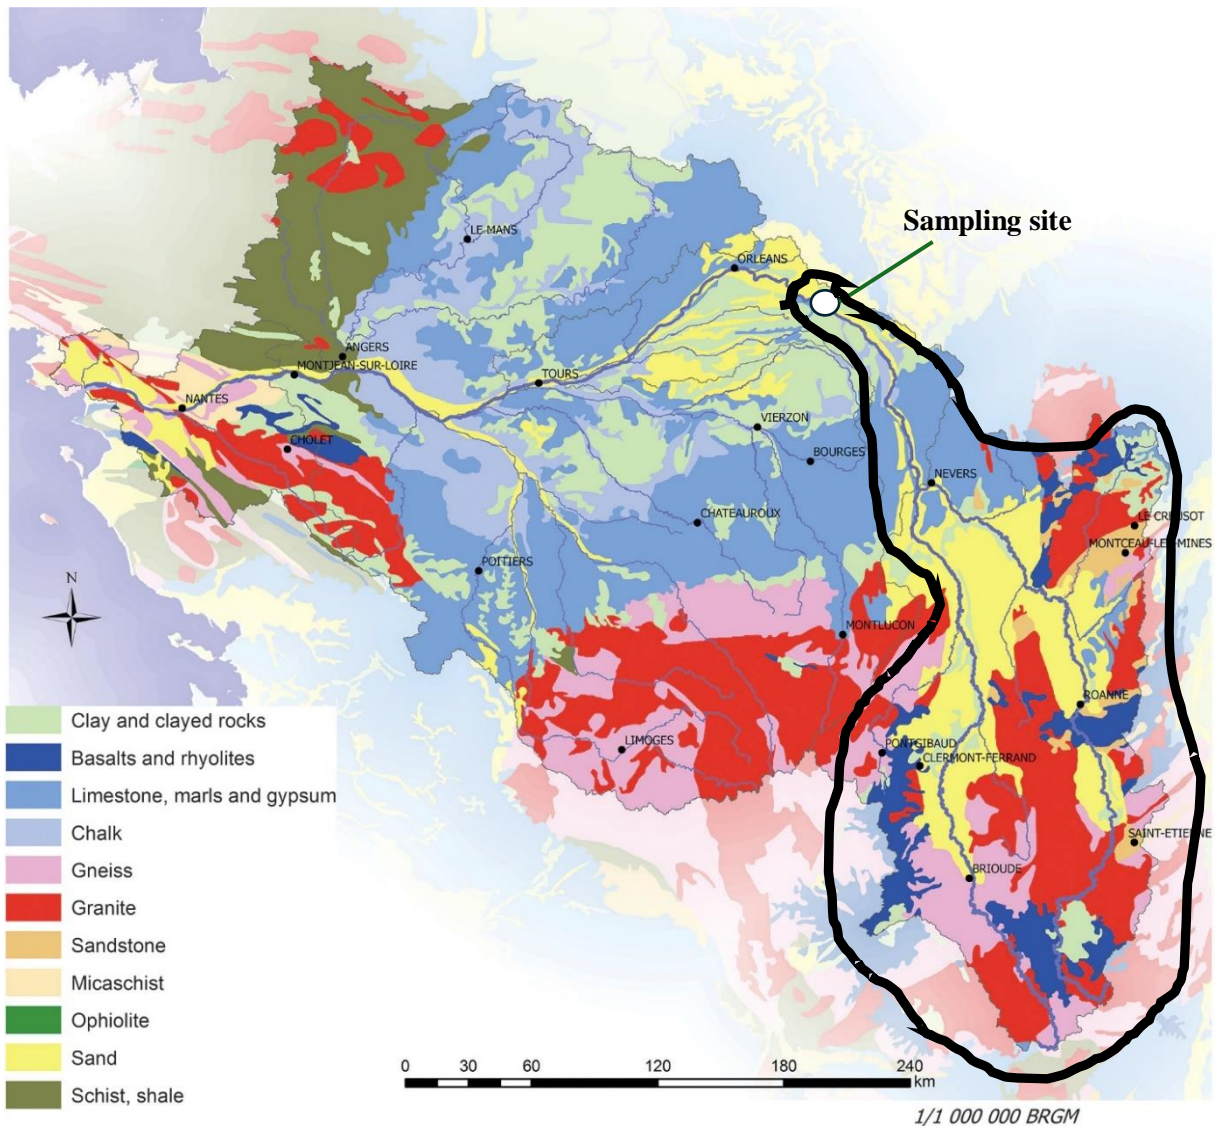 Sampling site
LE-MANS
ORLEANS
ANGERS
MONTJEAN-SUR-LOIRE
TOURS
NANTES
VIERZON
CHOLET
BOURGES
NEVERS
CHATEAUROUX
LE-CREUSOT
MONTCEAU-LES-MINES
POITIERS
N
MONTLUCON
ROANNE
LIMOGES
PONTGIBAUD
CLERMONT-FERRAND
SAINT-ETIENNE
BRIOUDE
Clay and clayed rocks
Basalts and rhyolites
Limestone, marls and gypsum
Chalk
Gneiss
Granite
Sandstone
Micaschist
Ophiolite
Sand
Schist, shale
0 30 60 120 180 240
km
1/1 000 000 BRGM